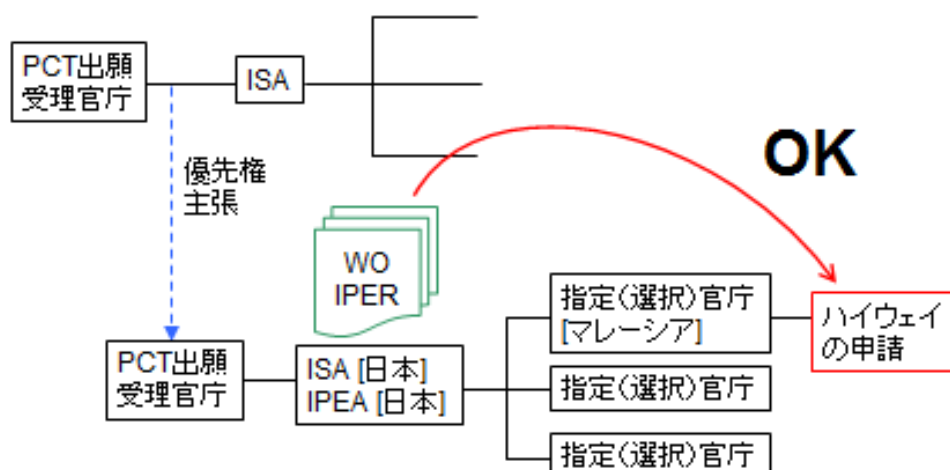 PCT出願
受理官庁
ISA
OK
優先権
主張
WO
IPER
指定(選択)官庁
[マレーシア]
ハイウェイ
の申請
PCT出願
受理官庁
ISA [日本]
IPEA [日本]
指定(選択)官庁
指定(選択)官庁